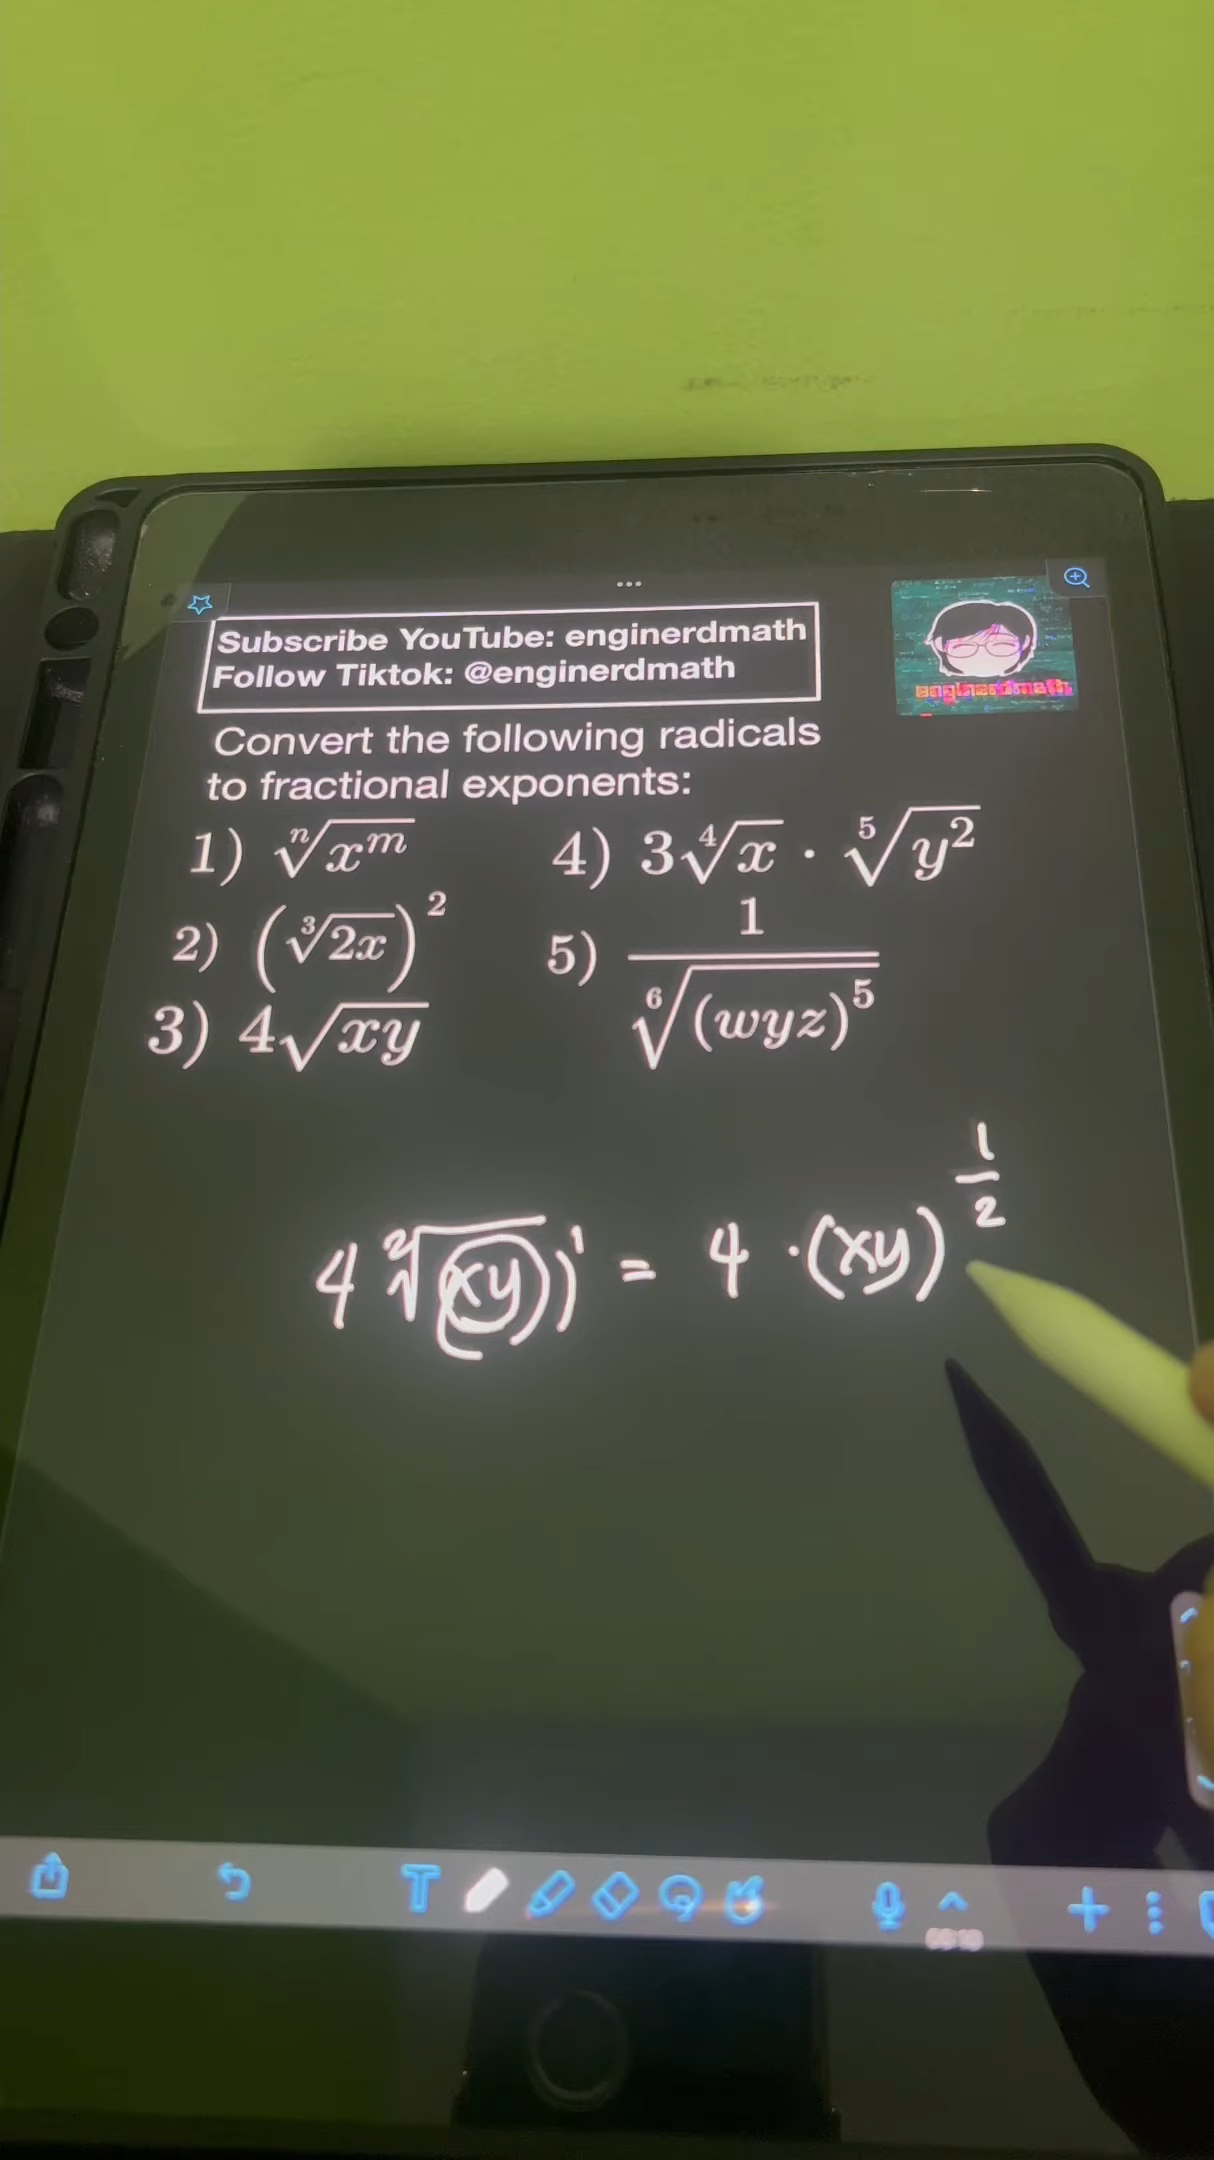 Subscribe YouTube: enginerdmath
Follow Tiktok: @enginerdmath
enginerdmath
Convert the following radicals
to fractional exponents:
1) ⁿ√(xᵐ)
2) (³√(2x))²
3) 4√(xy)
4) 3⁴√x · ⁵√(y²)
5) 1/⁶√((wyz)⁵)
4 ²√((xy))¹ = 4 · (xy)^(1/2)
T